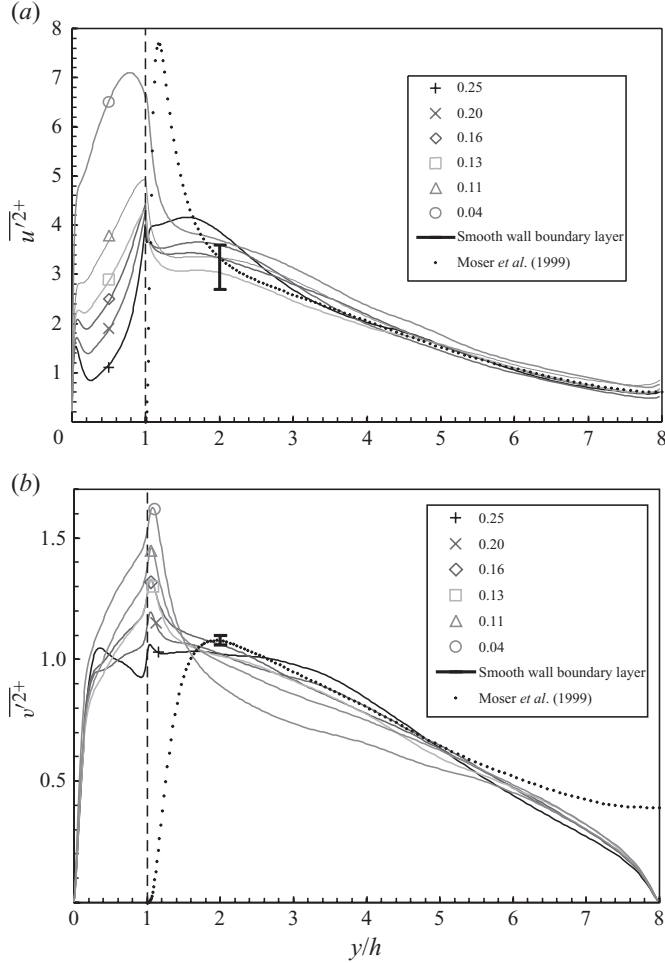 (a)
8
7
6
5
4
3
2
1
0
u′²⁺
0.25
0.20
0.16
0.13
0.11
0.04
Smooth wall boundary layer
Moser et al. (1999)
1 2 3 4 5 6 7 8
(b)
1.5
1.0
0.5
v′²⁺
0.25
0.20
0.16
0.13
0.11
0.04
Smooth wall boundary layer
Moser et al. (1999)
0 1 2 3 4 5 6 7 8
y/h